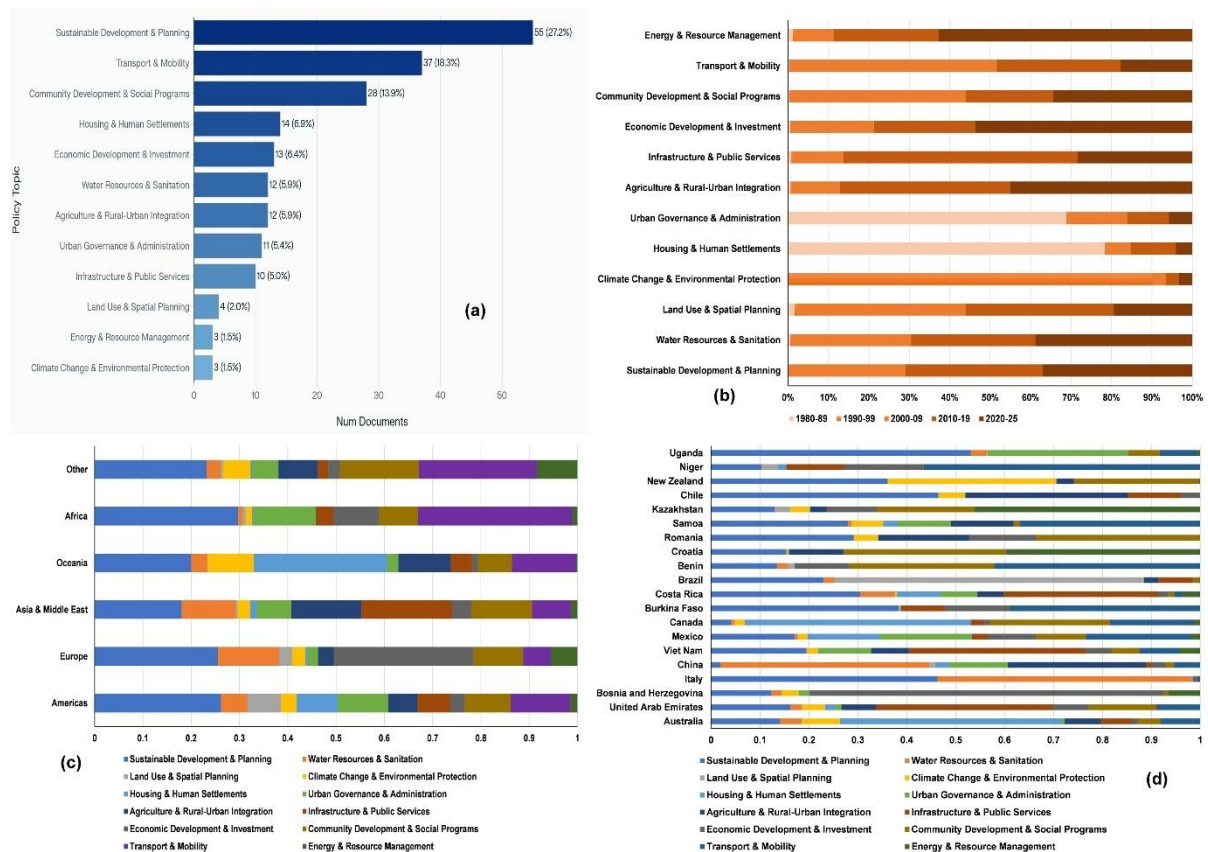 Sustainable Development & Planning
55 (27.2%)
Transport & Mobility
37 (18.3%)
Community Development & Social Programs
28 (13.9%)
Housing & Human Settlements
14 (6.9%)
Economic Development & Investment
13 (6.4%)
Water Resources & Sanitation
12 (5.9%)
Agriculture & Rural-Urban Integration
12 (5.9%)
Urban Governance & Administration
11 (5.4%)
Infrastructure & Public Services
10 (5.0%)
Land Use & Spatial Planning
4 (2.0%)
Energy & Resource Management
3 (1.5%)
Climate Change & Environmental Protection
3 (1.5%)
Policy Topic
(a)
0 10 20 30 40 50
Num Documents
Energy & Resource Management
Transport & Mobility
Community Development & Social Programs
Economic Development & Investment
Infrastructure & Public Services
Agriculture & Rural-Urban Integration
Urban Governance & Administration
Housing & Human Settlements
Climate Change & Environmental Protection
Land Use & Spatial Planning
Water Resources & Sanitation
Sustainable Development & Planning
(b)
0% 10% 20% 30% 40% 50% 60% 70% 80% 90% 100%
1980-89 1990-99 2000-09 2010-19 2020-25
Other
Africa
Oceania
Asia & Middle East
Europe
Americas
0 0.1 0.2 0.3 0.4 0.5 0.6 0.7 0.8 0.9 1
(c)
Sustainable Development & Planning Water Resources & Sanitation
Land Use & Spatial Planning Climate Change & Environmental Protection
Housing & Human Settlements Urban Governance & Administration
Agriculture & Rural-Urban Integration Infrastructure & Public Services
Economic Development & Investment Community Development & Social Programs
Transport & Mobility Energy & Resource Management
Uganda
Niger
New Zealand
Chile
Kazakhstan
Samoa
Romania
Croatia
Benin
Brazil
Costa Rica
Burkina Faso
Canada
Mexico
Viet Nam
China
Italy
Bosnia and Herzegovina
United Arab Emirates
Australia
0 0.1 0.2 0.3 0.4 0.5 0.6 0.7 0.8 0.9 1
(d)
Sustainable Development & Planning Water Resources & Sanitation
Land Use & Spatial Planning Climate Change & Environmental Protection
Housing & Human Settlements Urban Governance & Administration
Agriculture & Rural-Urban Integration Infrastructure & Public Services
Economic Development & Investment Community Development & Social Programs
Transport & Mobility Energy & Resource Management